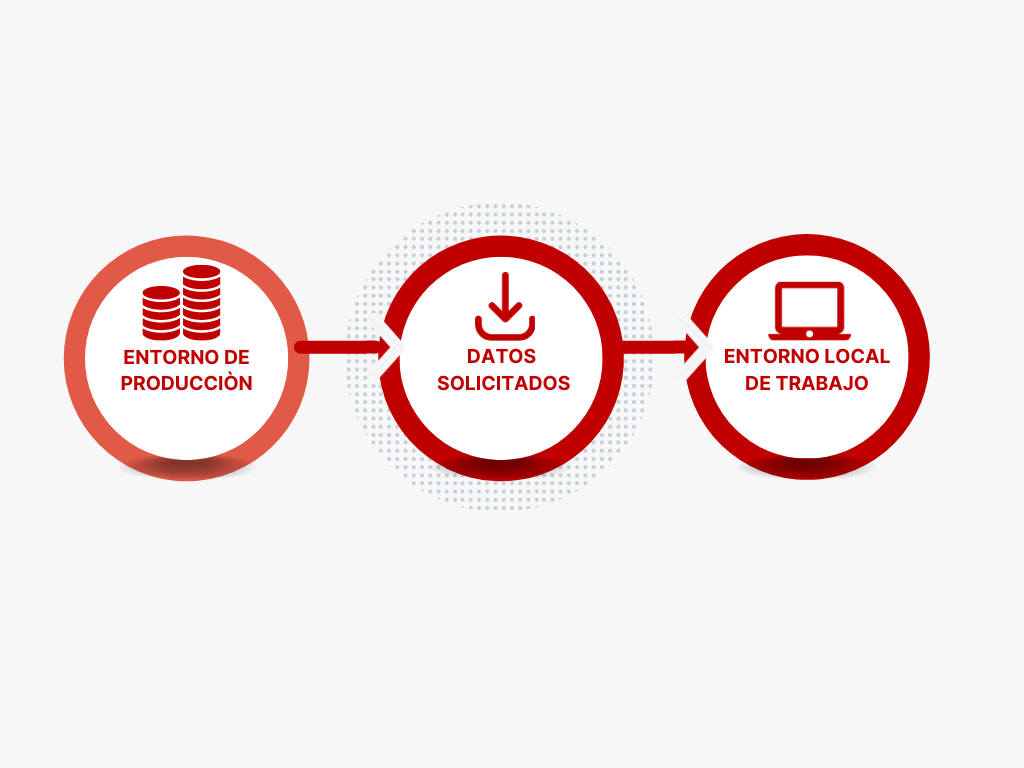 ENTORNO DE
PRODUCCIÒN
DATOS
SOLICITADOS
ENTORNO LOCAL
DE TRABAJO